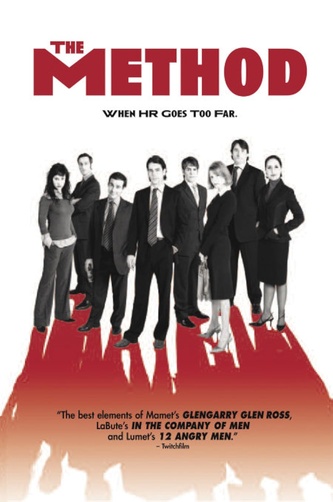 THE
METHOD
WHEN HR GOES TOO FAR.
"The best elements of Mamet's GLENGARRY GLEN ROSS,
LaBute's IN THE COMPANY OF MEN
and Lumet's 12 ANGRY MEN."
– Twitchfilm